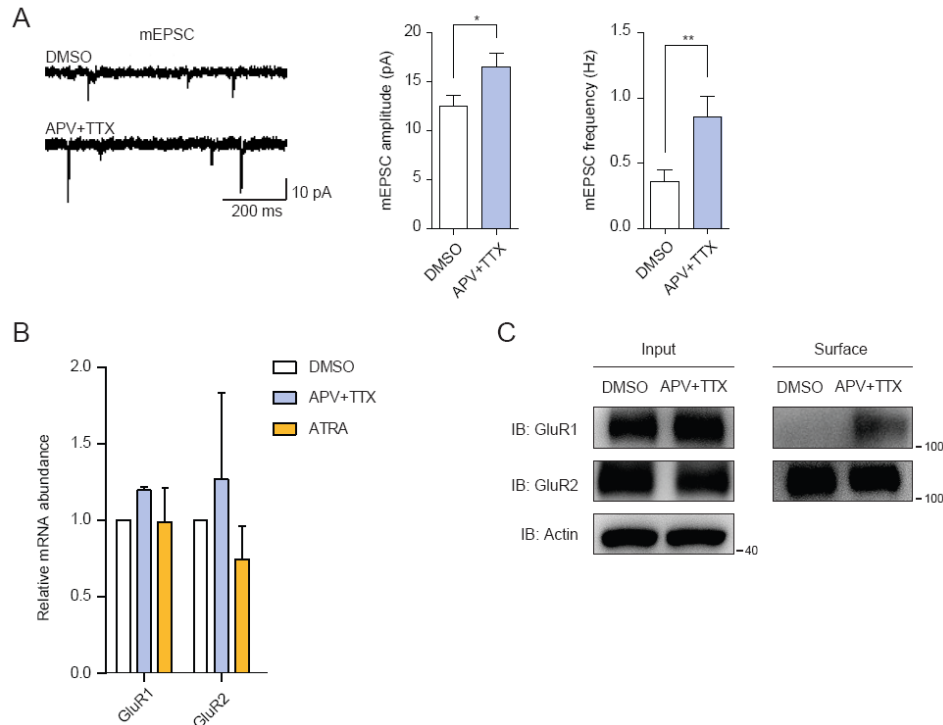 A
mEPSC
DMSO
APV+TTX
10 pA
200 ms
mEPSC amplitude (pA)
20
15
10
5
0
*
DMSO
APV+TTX
mEPSC frequency (Hz)
1.5
1.0
0.5
0.0
**
DMSO
APV+TTX
B
Relative mRNA abundance
2.0
1.5
1.0
0.5
0.0
GluR1
GluR2
DMSO
APV+TTX
ATRA
C
Input Surface
DMSO APV+TTX DMSO APV+TTX
IB: GluR1
100
IB: GluR2
100
IB: Actin
40